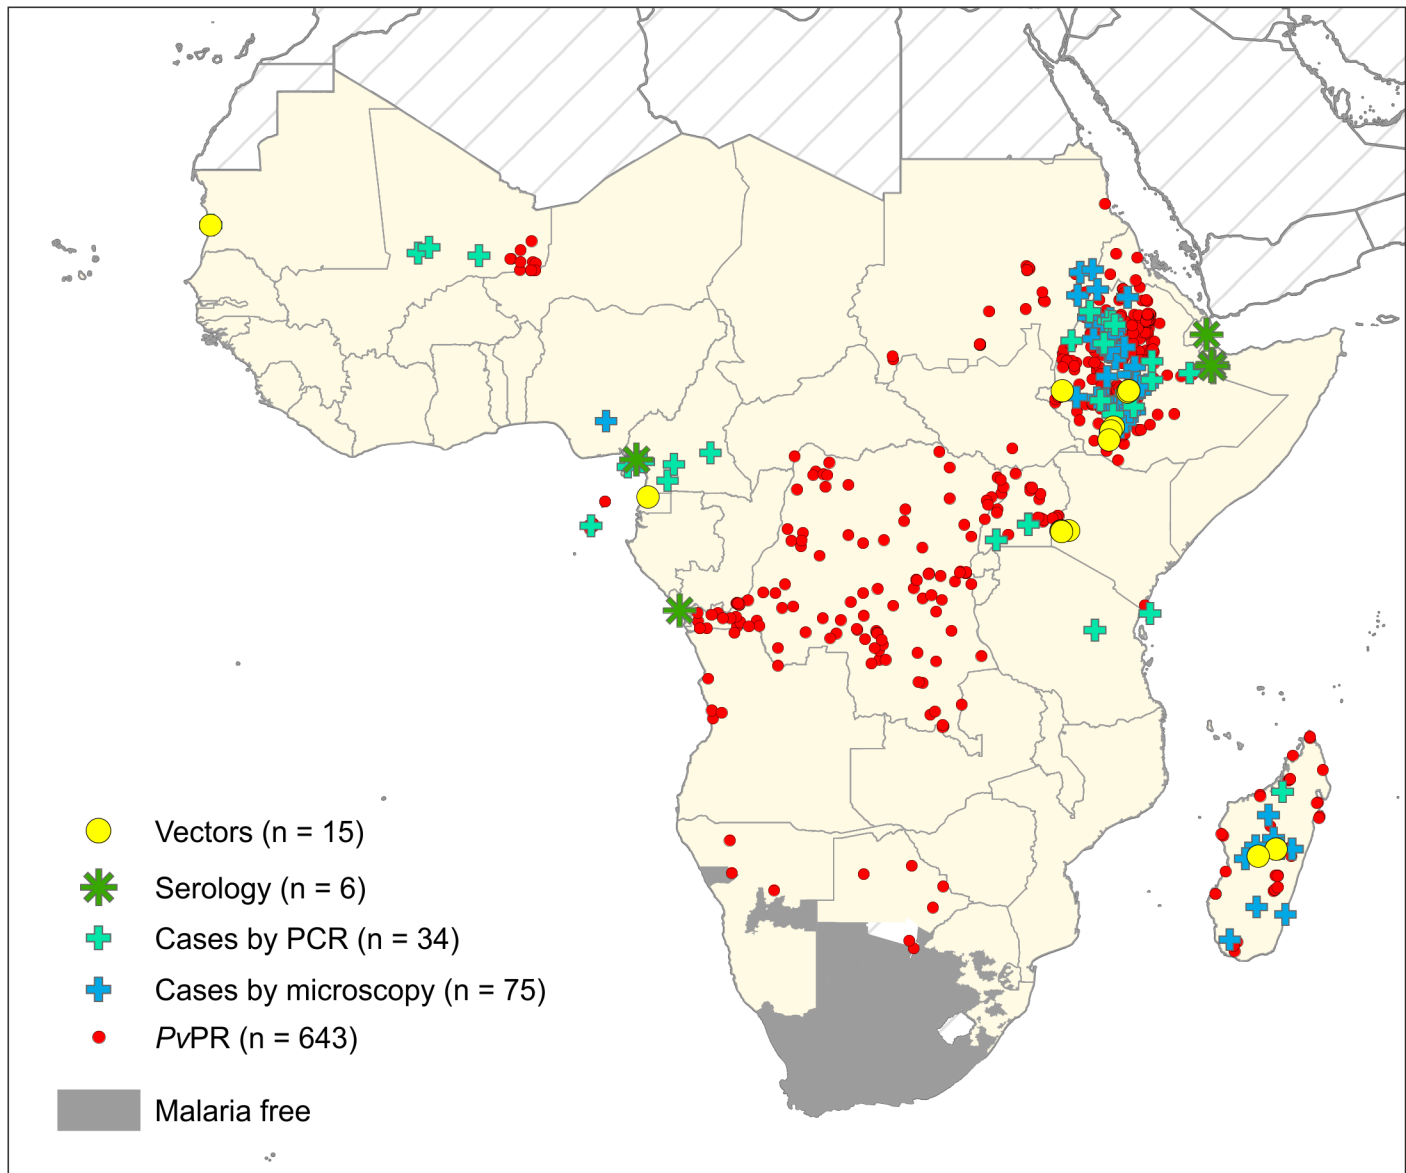 Vectors (n = 15)
Serology (n = 6)
Cases by PCR (n = 34)
Cases by microscopy (n = 75)
PvPR (n = 643)
Malaria free